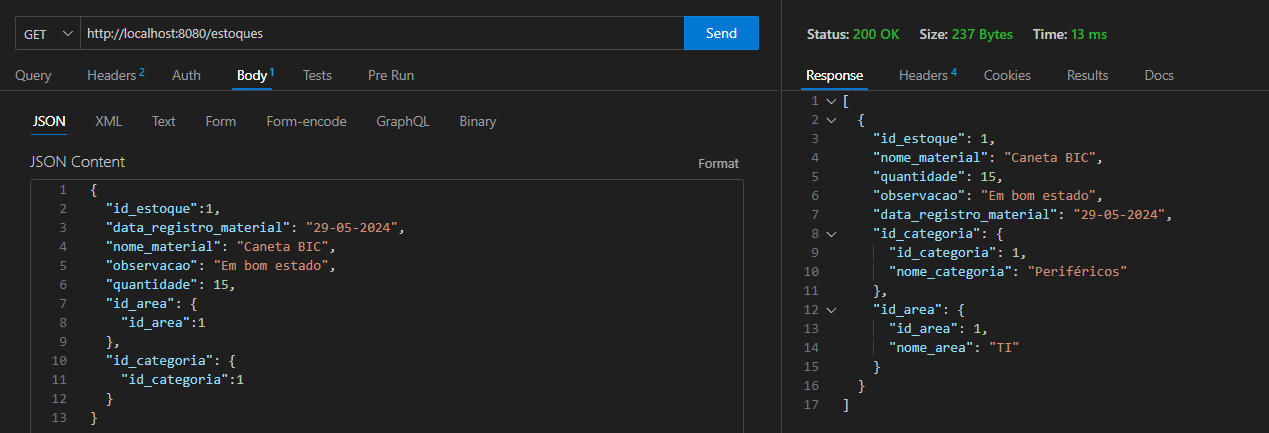 GET http://localhost:8080/estoques Send
Query Headers 2 Auth Body 1 Tests Pre Run
JSON XML Text Form Form-encode GraphQL Binary
JSON Content Format
1 {
2 "id_estoque":1,
3 "data_registro_material": "29-05-2024",
4 "nome_material": "Caneta BIC",
5 "observacao": "Em bom estado",
6 "quantidade": 15,
7 "id_area": {
8 "id_area":1
9 },
10 "id_categoria": {
11 "id_categoria":1
12 }
13 }
Status: 200 OK Size: 237 Bytes Time: 13 ms
Response Headers 4 Cookies Results Docs
1 [
2 {
3 "id_estoque": 1,
4 "nome_material": "Caneta BIC",
5 "quantidade": 15,
6 "observacao": "Em bom estado",
7 "data_registro_material": "29-05-2024",
8 "id_categoria": {
9 "id_categoria": 1,
10 "nome_categoria": "Periféricos"
11 },
12 "id_area": {
13 "id_area": 1,
14 "nome_area": "TI"
15 }
16 }
17 ]